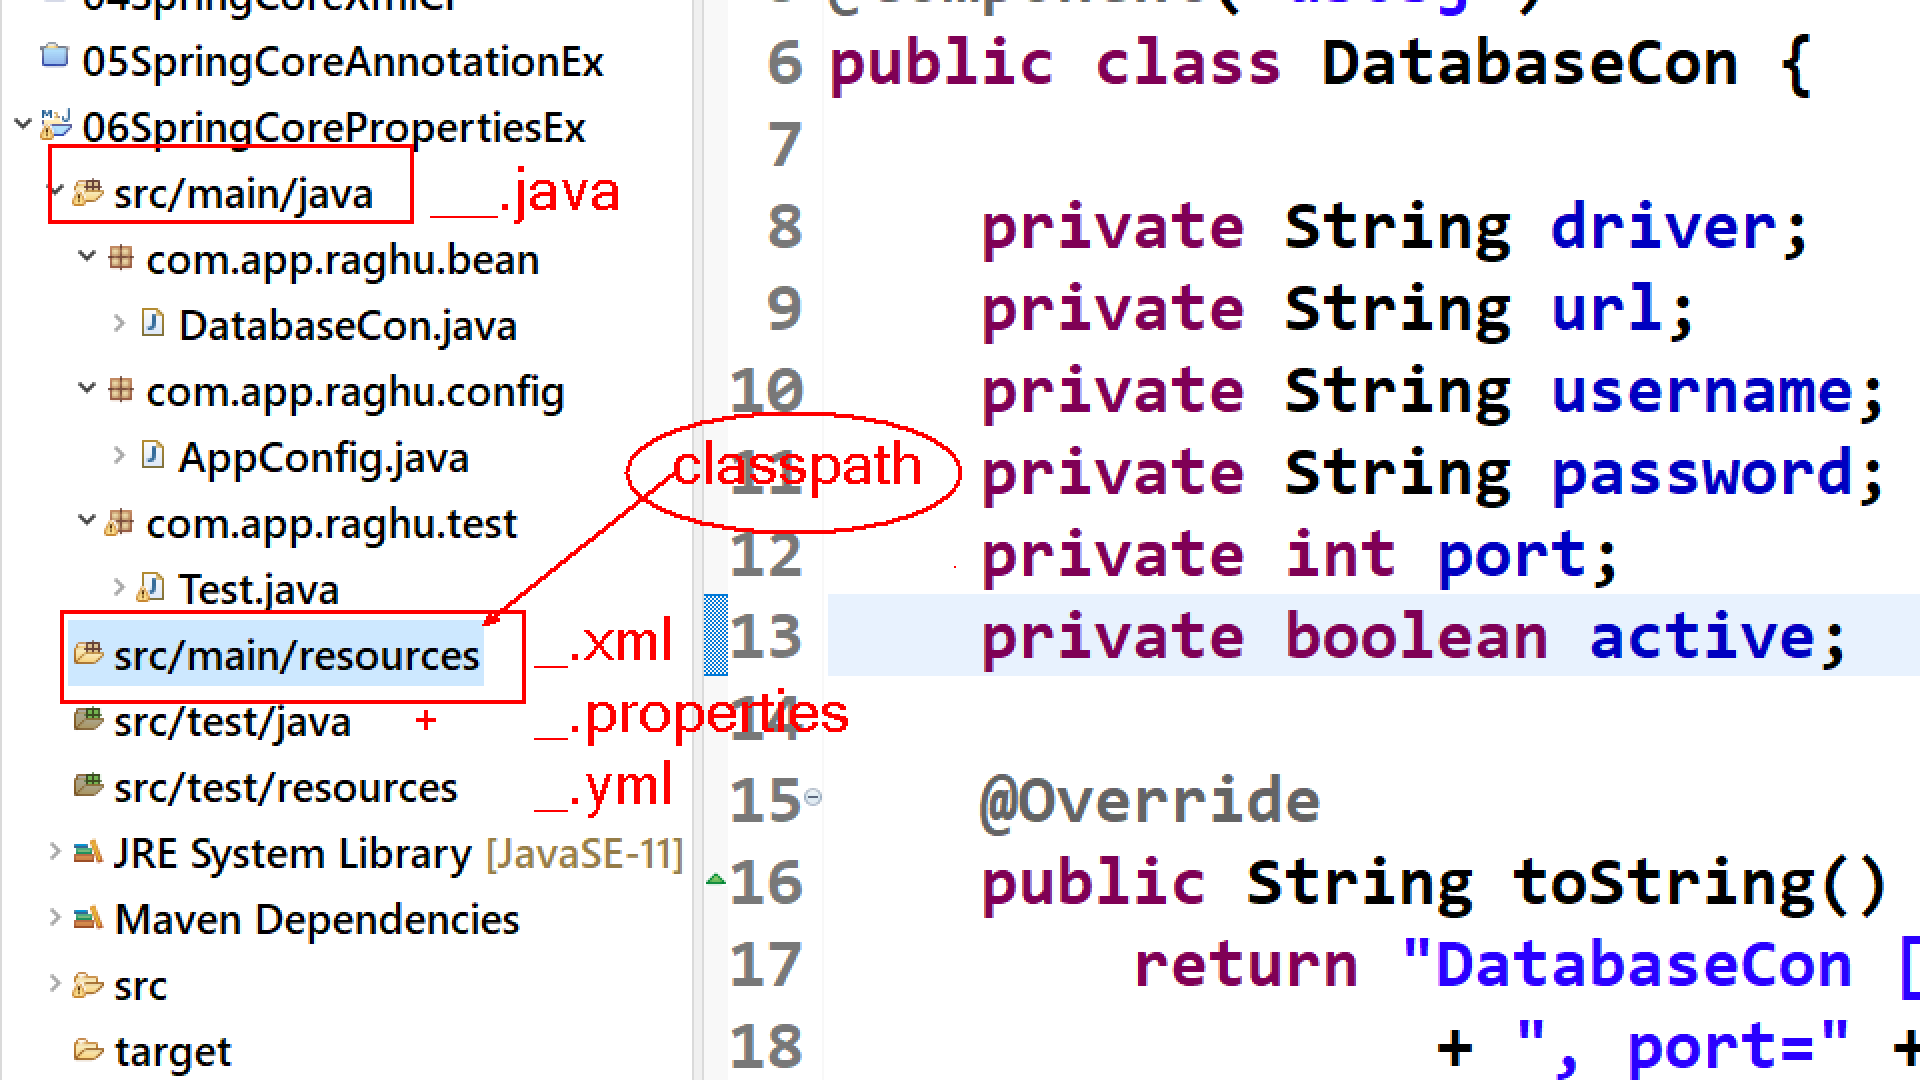 05SpringCoreAnnotationEx
06SpringCorePropertiesEx
src/main/java
__.java
com.app.raghu.bean
DatabaseCon.java
com.app.raghu.config
AppConfig.java
com.app.raghu.test
Test.java
src/main/resources
_.xml
src/test/java + _.properties
src/test/resources
_.yml
JRE System Library [JavaSE-11]
Maven Dependencies
src
target
classpath
6 public class DatabaseCon {
7
8 private String driver;
9 private String url;
10 private String username;
11 private String password;
12 private int port;
13 private boolean active;
14
15 @Override
16 public String toString()
17 return "DatabaseCon [
18 + ", port=" +